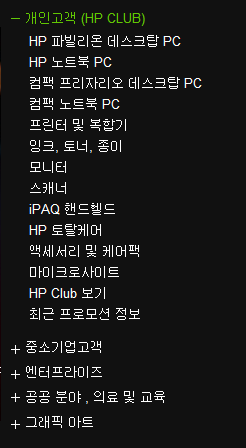 − 개인고객 (HP CLUB)
HP 파빌리온 데스크탑 PC
HP 노트북 PC
컴팩 프리자리오 데스크탑 PC
컴팩 노트북 PC
프린터 및 복합기
잉크, 토너, 종이
모니터
스캐너
iPAQ 핸드헬드
HP 토탈케어
액세서리 및 케어팩
마이크로사이트
HP Club 보기
최근 프로모션 정보
+ 중소기업고객
+ 엔터프라이즈
+ 공공 분야 , 의료 및 교육
+ 그래픽 아트